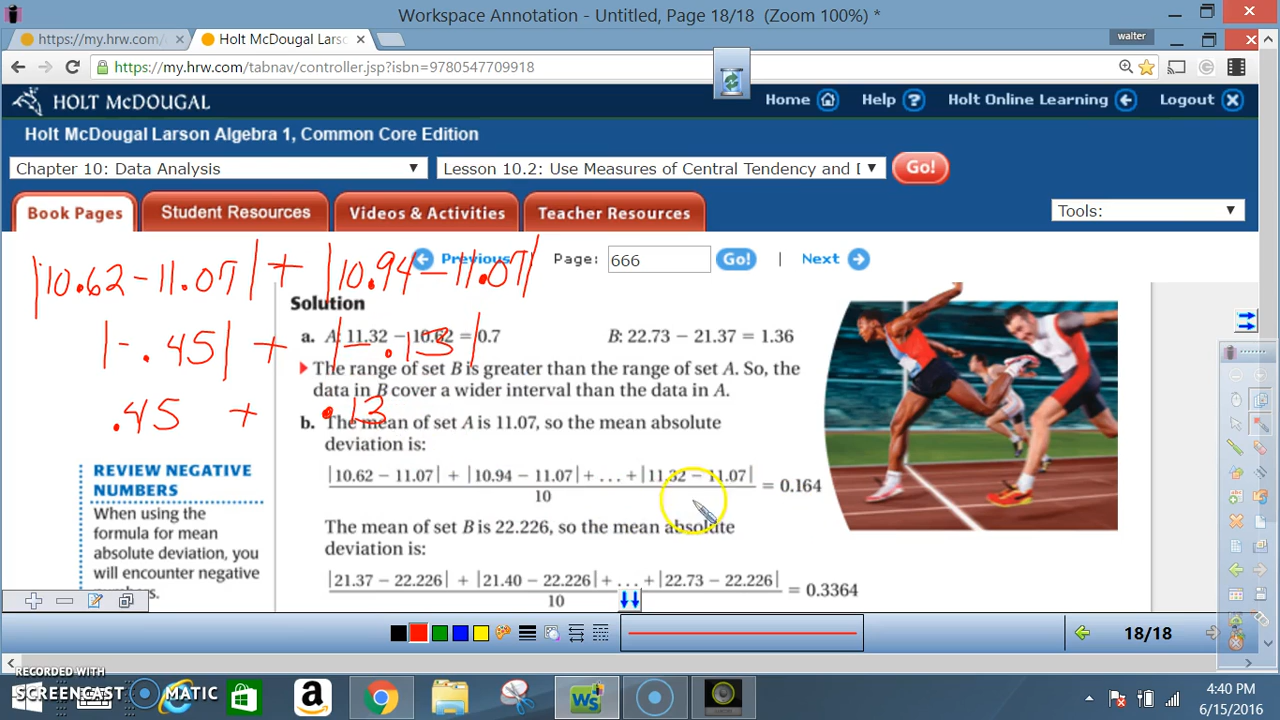 Workspace Annotation - Untitled, Page 18/18 (Zoom 100%) *
https://my.hrw.com/
Holt McDougal Lars
walter
https://my.hrw.com/tabnav/controller.jsp?isbn=9780547709918
HOLT MCDOUGAL
Home
Help
Holt Online Learning
Logout
Holt McDougal Larson Algebra 1, Common Core Edition
Chapter 10: Data Analysis
Lesson 10.2: Use Measures of Central Tendency and
Go!
Book Pages
Student Resources
Videos & Activities
Teacher Resources
Tools:
Previous
Page:
666
Go!
|
Next
|10.62-11.07| + |10.94-11.07|
|-.45| + |-.13|
.45 + .13
Solution
a. A: 11.32 − 10.62 = 0.7
B: 22.73 − 21.37 = 1.36
The range of set B is greater than the range of set A. So, the
data in B cover a wider interval than the data in A.
b. The mean of set A is 11.07, so the mean absolute
deviation is:
|10.62 − 11.07| + |10.94 − 11.07| + . . . + |11.32 − 11.07|
10
= 0.164
The mean of set B is 22.226, so the mean absolute
deviation is:
|21.37 − 22.226| + |21.40 − 22.226| + . . . + |22.73 − 22.226|
10
= 0.3364
REVIEW NEGATIVE
NUMBERS
When using the
formula for mean
absolute deviation, you
will encounter negative
18/18
RECORDED WITH
SCREENCAST MATIC
4:40 PM
6/15/2016